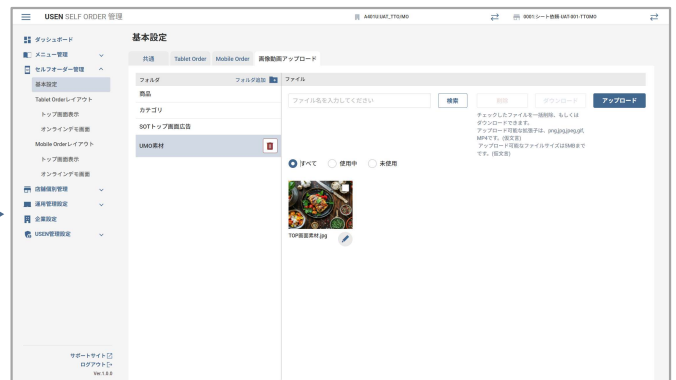 USEN SELF ORDER 管理
A401U:UAT_TTO/MO
0001:シート依頼-UAT-001-TTOMO
ダッシュボード
メニュー管理
セルフオーダー管理
基本設定
Tablet Orderレイアウト
トップ画面表示
オンラインデモ画面
Mobile Orderレイアウト
トップ画面表示
オンラインデモ画面
店舗個別管理
運用管理設定
企業設定
USEN管理設定
サポートサイト
ログアウト
Ver.1.0.0
基本設定
共通
Tablet Order
Mobile Order
画像動画アップロード
フォルダ
フォルダ追加
商品
カテゴリ
SOTトップ画面広告
UMO素材
ファイル
ファイル名を入力してください
検索
削除
ダウンロード
アップロード
チェックしたファイルを一括削除、もしくは
ダウンロードできます。
アップロード可能な拡張子は、png,jpg,jpeg,gif,
MP4です。(仮文言)
アップロード可能なファイルサイズは5MBまで
です。(仮文言)
すべて
使用中
未使用
TOP画面素材.jpg